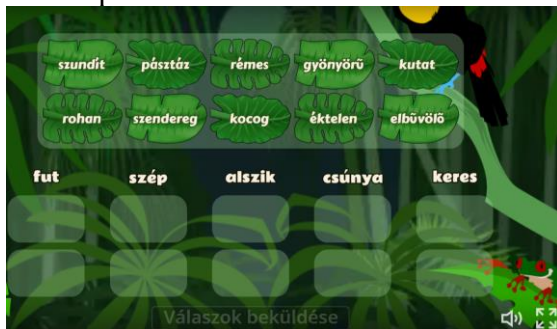 szundít pásztáz rémes gyönyörű kutat
rohan szendereg kocog éktelen elbűvölő
fut szép alszik csúnya keres
Válaszok beküldése